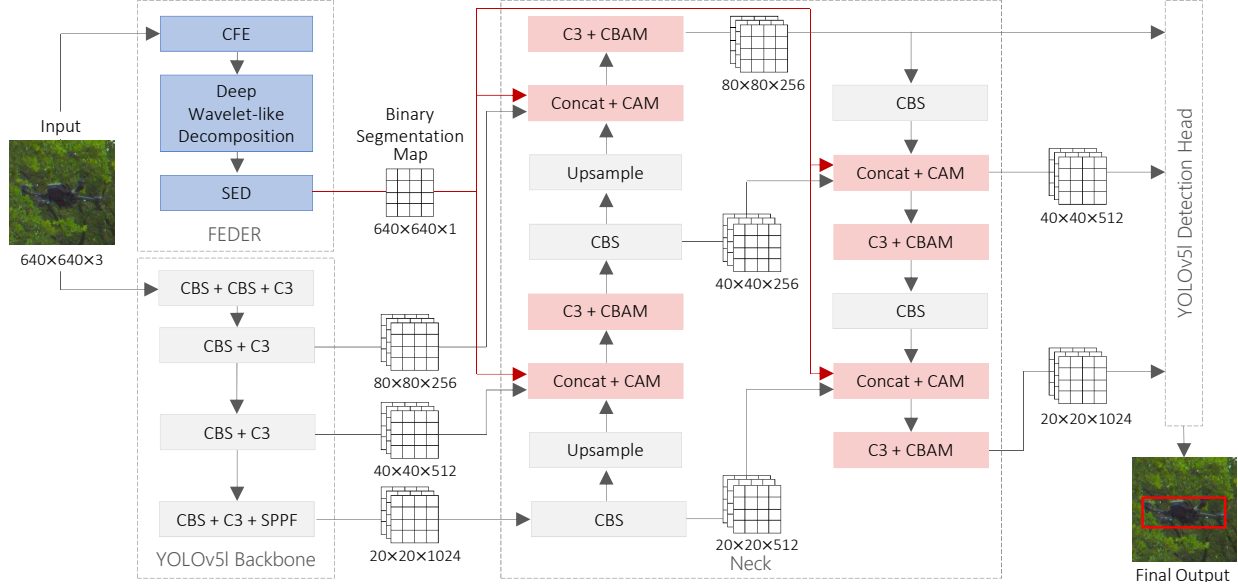 Input
640×640×3
CFE
Deep
Wavelet-like
Decomposition
SED
FEDER
Binary
Segmentation
Map
640×640×1
CBS + CBS + C3
CBS + C3
CBS + C3
CBS + C3 + SPPF
YOLOv5l Backbone
80×80×256
40×40×512
20×20×1024
C3 + CBAM
Concat + CAM
Upsample
CBS
C3 + CBAM
Concat + CAM
Upsample
CBS
80×80×256
40×40×256
20×20×512
Neck
CBS
Concat + CAM
C3 + CBAM
CBS
Concat + CAM
C3 + CBAM
40×40×512
20×20×1024
YOLOv5l Detection Head
Final Output